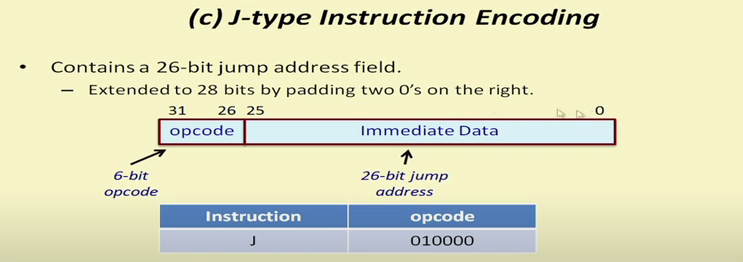 (c) J-type Instruction Encoding
• Contains a 26-bit jump address field.
– Extended to 28 bits by padding two 0's on the right.
31 26 25 0
opcode Immediate Data
6-bit opcode
26-bit jump address
Instruction opcode
J 010000